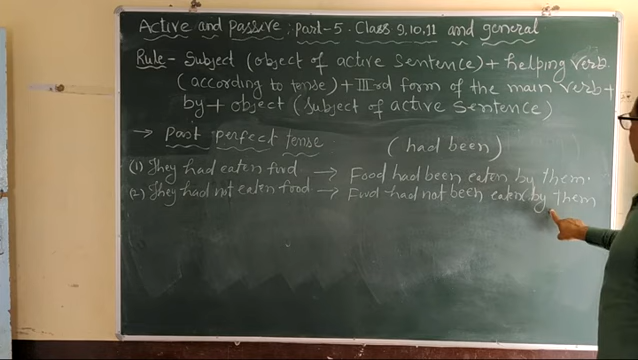 Active and Passive: Part-5. Class 9,10,11 and general
Rule- Subject (object of active Sentence) + helping verb
(according to tense) + IIIrd form of the main verb +
by + object (Subject of active Sentence)
→ Past perfect tense (had been)
(1) They had eaten food → Food had been eaten by them.
(2) They had not eaten food → Food had not been eaten by them